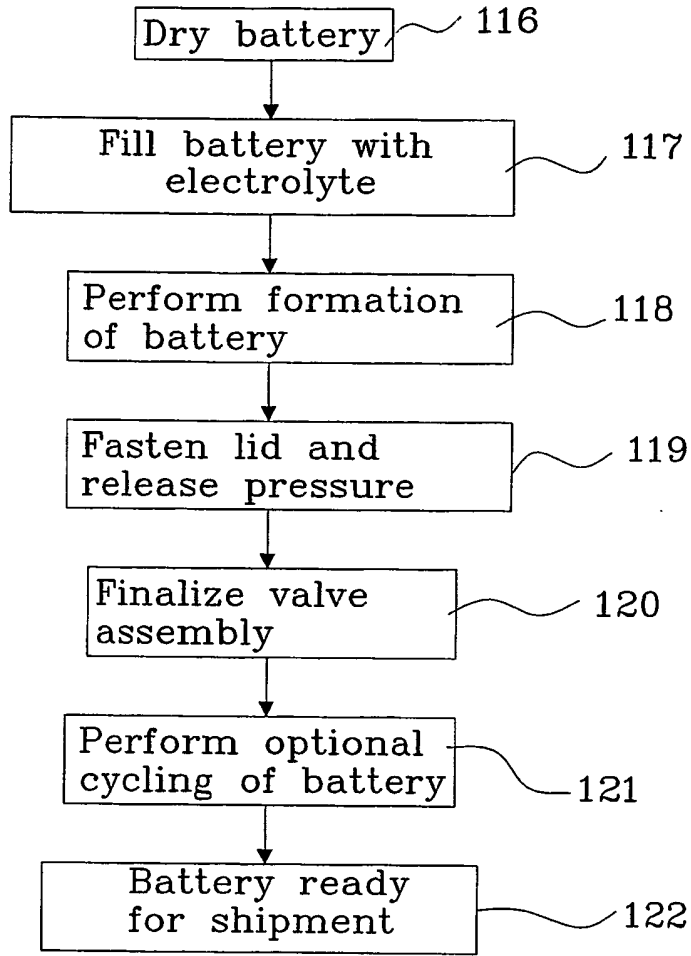 Dry battery
116
Fill battery with
electrolyte
117
Perform formation
of battery
118
Fasten lid and
release pressure
119
Finalize valve
assembly
120
Perform optional
cycling of battery
121
Battery ready
for shipment
122